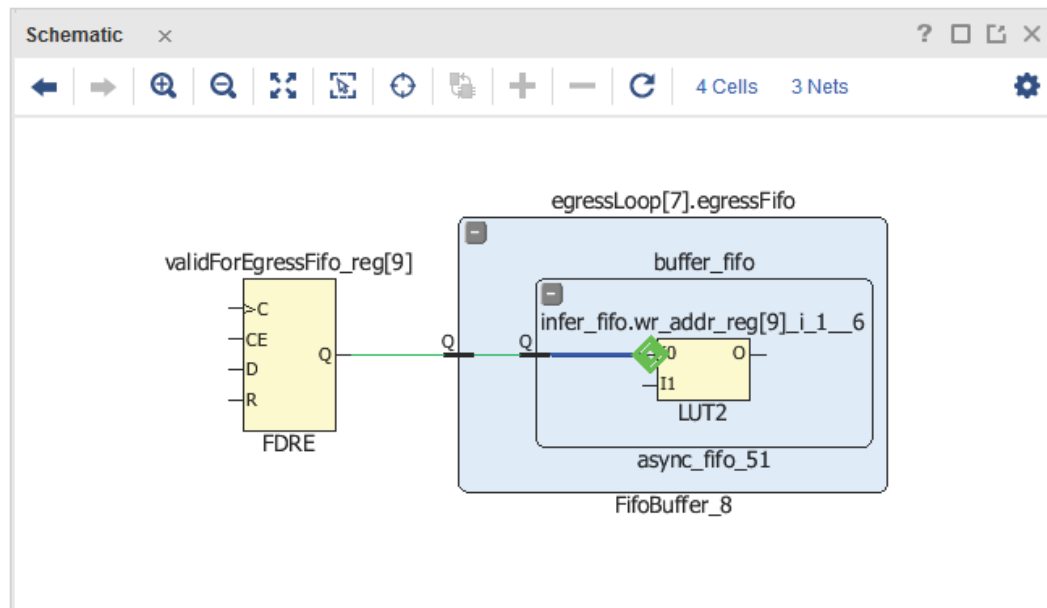 Schematic
4 Cells 3 Nets
egressLoop[7].egressFifo
validForEgressFifo_reg[9]
buffer_fifo
infer_fifo.wr_addr_reg[9]_i_1__6
C
CE
D
R
Q
Q
Q
I0
O
I1
LUT2
FDRE
async_fifo_51
FifoBuffer_8